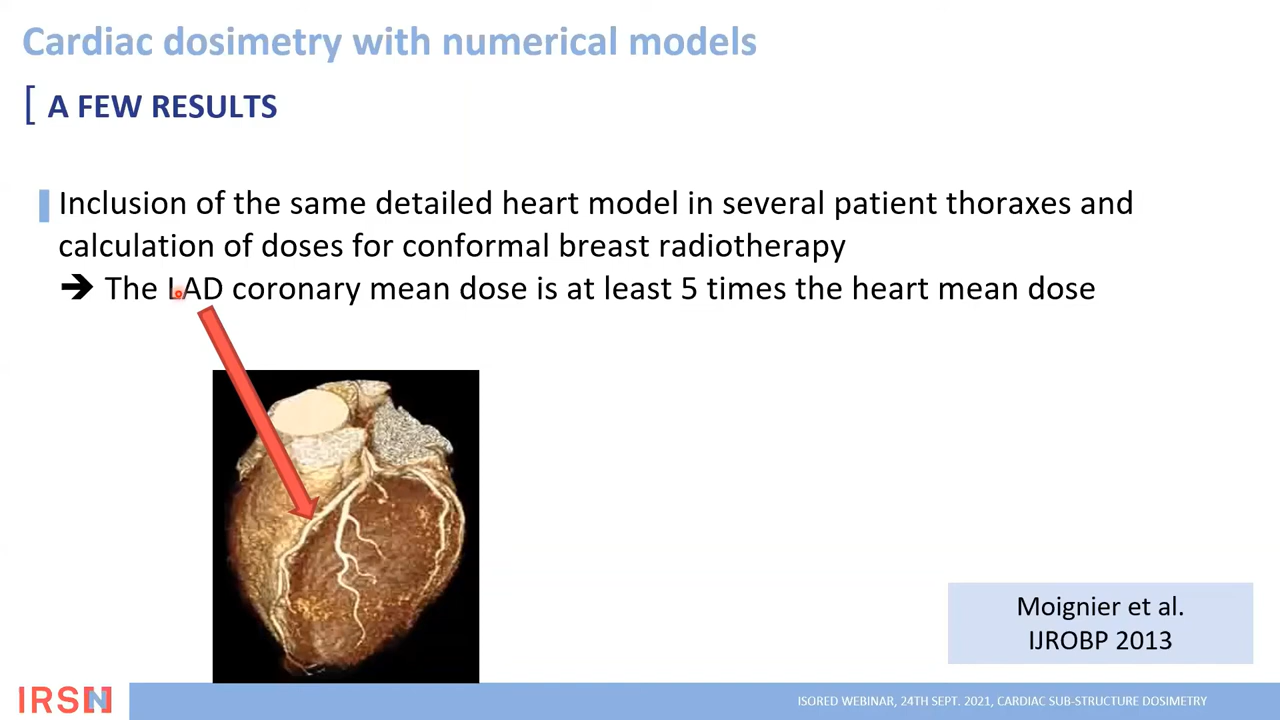 Cardiac dosimetry with numerical models
[ A FEW RESULTS
Inclusion of the same detailed heart model in several patient thoraxes and
calculation of doses for conformal breast radiotherapy
➔ The LAD coronary mean dose is at least 5 times the heart mean dose
Moignier et al.
IJROBP 2013
IRSN
ISORED WEBINAR, 24TH SEPT. 2021, CARDIAC SUB-STRUCTURE DOSIMETRY